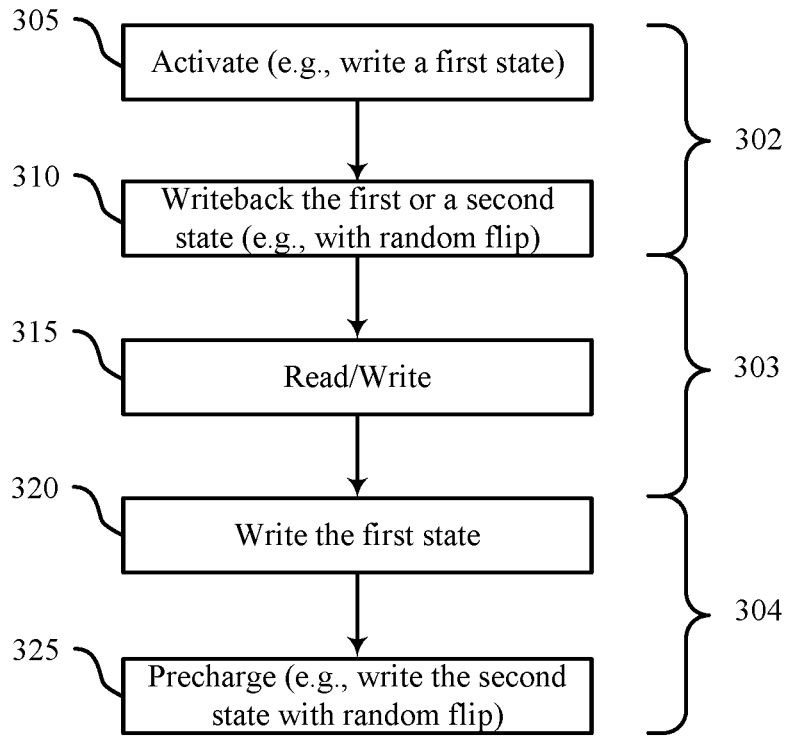 305
Activate (e.g., write a first state)
302
310
Writeback the first or a second
state (e.g., with random flip)
315
Read/Write
303
320
Write the first state
304
325
Precharge (e.g., write the second
state with random flip)